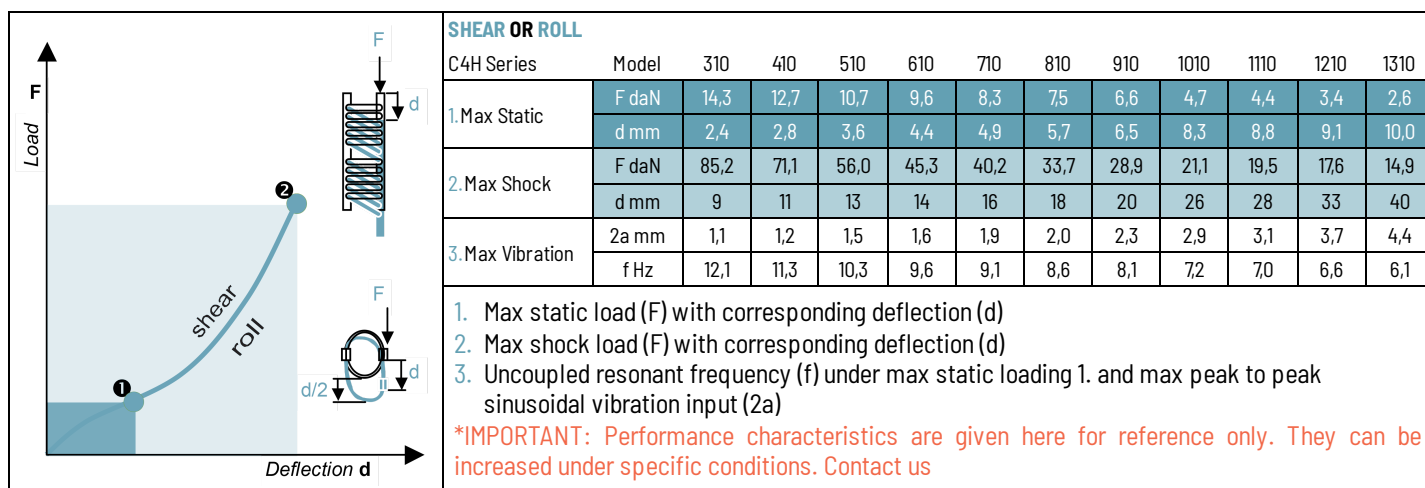 F
Load
❷
❶
shear
roll
Deflection d
F
d
F
d
d/2
SHEAR OR ROLL
C4H Series Model 310 410 510 610 710 810 910 1010 1110 1210 1310
1.Max Static F daN 14,3 12,7 10,7 9,6 8,3 7,5 6,6 4,7 4,4 3,4 2,6
d mm 2,4 2,8 3,6 4,4 4,9 5,7 6,5 8,3 8,8 9,1 10,0
2.Max Shock F daN 85,2 71,1 56,0 45,3 40,2 33,7 28,9 21,1 19,5 17,6 14,9
d mm 9 11 13 14 16 18 20 26 28 33 40
3.Max Vibration 2a mm 1,1 1,2 1,5 1,6 1,9 2,0 2,3 2,9 3,1 3,7 4,4
f Hz 12,1 11,3 10,3 9,6 9,1 8,6 8,1 7,2 7,0 6,6 6,1
1. Max static load (F) with corresponding deflection (d)
2. Max shock load (F) with corresponding deflection (d)
3. Uncoupled resonant frequency (f) under max static loading 1. and max peak to peak
sinusoidal vibration input (2a)
*IMPORTANT: Performance characteristics are given here for reference only. They can be
increased under specific conditions. Contact us